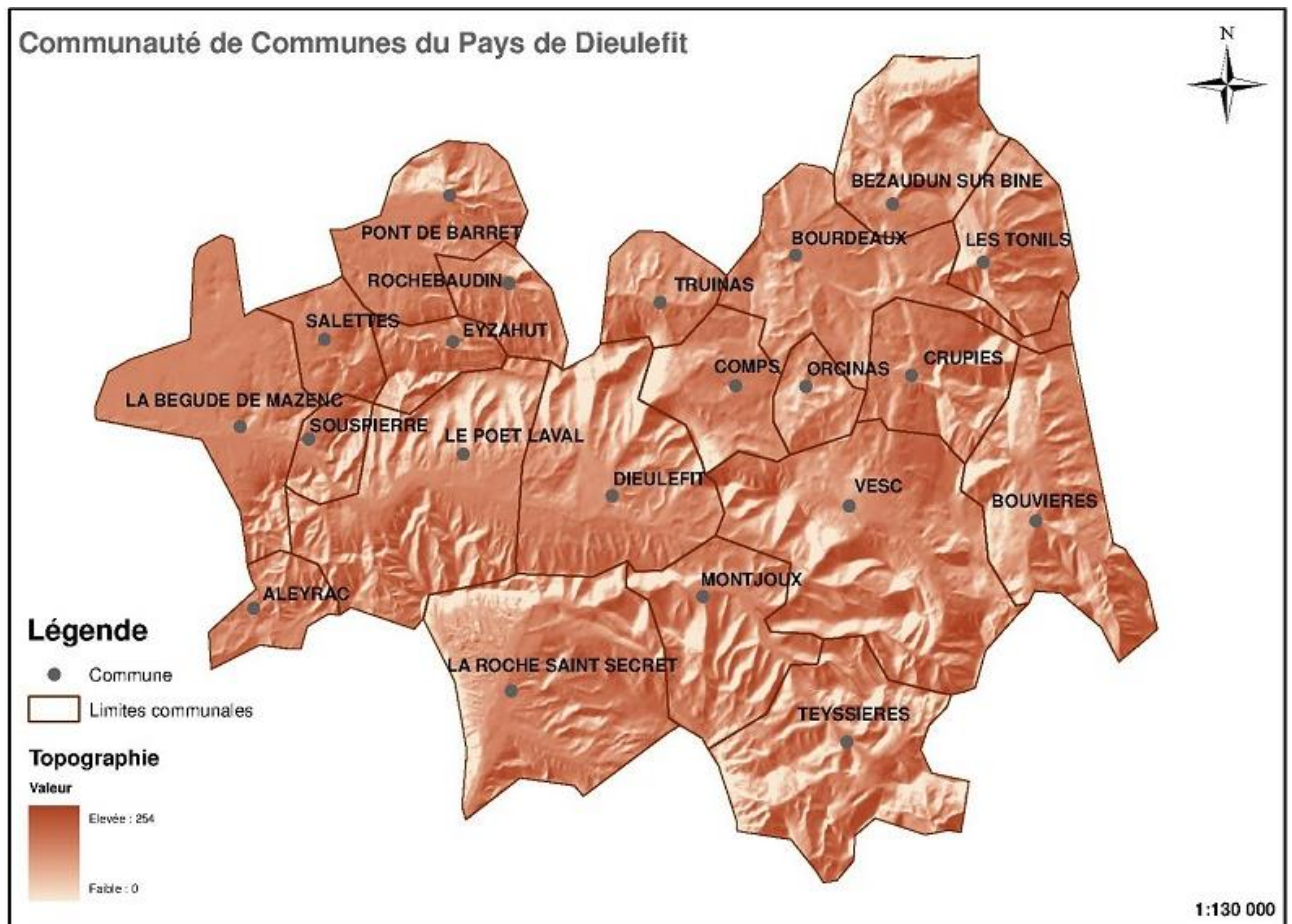 Communauté de Communes du Pays de Dieulefit
N
BEZAUDUN SUR BINE
PONT DE BARRET
BOURDEAUX
LES TONILS
ROCHEBAUDIN
TRUINAS
SALETTES
EYZAHUT
COMPS
ORCINAS
CRUPIES
LA BEGUDE DE MAZENC
SOUSPIERRE
LE POET LAVAL
DIEULEFIT
VESC
BOUVIERES
ALEYRAC
MONTJOUX
LA ROCHE SAINT SECRET
TEYSSIERES
Légende
Commune
Limites communales
Topographie
Valeur
Elevée : 254
Faible : 0
1:130 000